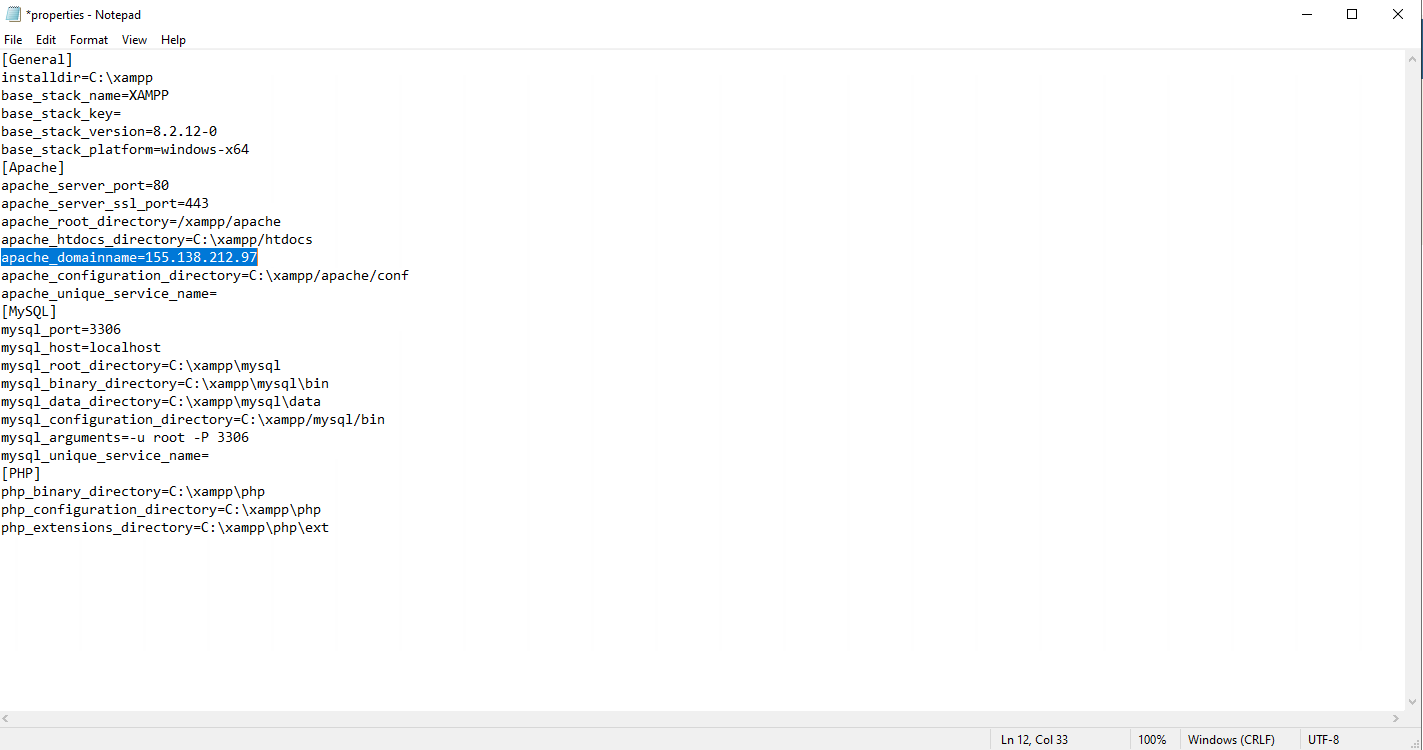 *properties - Notepad
File Edit Format View Help
[General]
installdir=C:\xampp
base_stack_name=XAMPP
base_stack_key=
base_stack_version=8.2.12-0
base_stack_platform=windows-x64
[Apache]
apache_server_port=80
apache_server_ssl_port=443
apache_root_directory=/xampp/apache
apache_htdocs_directory=C:\xampp/htdocs
apache_domainname=155.138.212.97
apache_configuration_directory=C:\xampp/apache/conf
apache_unique_service_name=
[MySQL]
mysql_port=3306
mysql_host=localhost
mysql_root_directory=C:\xampp\mysql
mysql_binary_directory=C:\xampp\mysql\bin
mysql_data_directory=C:\xampp\mysql\data
mysql_configuration_directory=C:\xampp/mysql/bin
mysql_arguments=-u root -P 3306
mysql_unique_service_name=
[PHP]
php_binary_directory=C:\xampp\php
php_configuration_directory=C:\xampp\php
php_extensions_directory=C:\xampp\php\ext
Ln 12, Col 33 100% Windows (CRLF) UTF-8